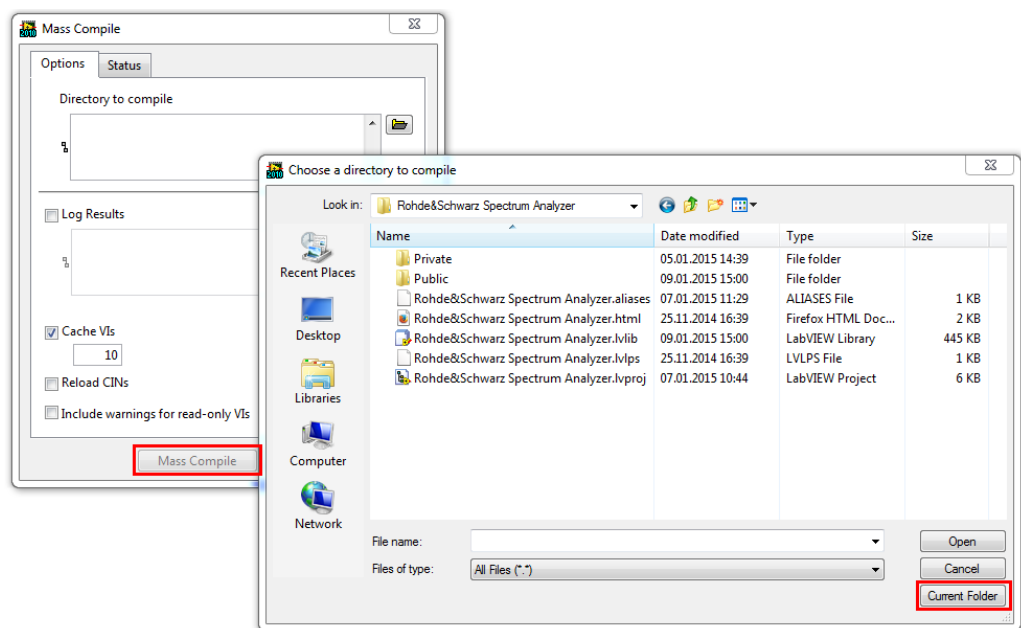 2010 Mass Compile
Options Status
Directory to compile
Log Results
Cache VIs
10
Reload CINs
Include warnings for read-only VIs
Mass Compile
2010 Choose a directory to compile
Look in: Rohde&Schwarz Spectrum Analyzer
Name Date modified Type Size
Private 05.01.2015 14:39 File folder
Public 09.01.2015 15:00 File folder
Rohde&Schwarz Spectrum Analyzer.aliases 07.01.2015 11:29 ALIASES File 1 KB
Rohde&Schwarz Spectrum Analyzer.html 25.11.2014 16:39 Firefox HTML Doc... 2 KB
Rohde&Schwarz Spectrum Analyzer.lvlib 09.01.2015 15:00 LabVIEW Library 445 KB
Rohde&Schwarz Spectrum Analyzer.lvlps 25.11.2014 16:39 LVLPS File 1 KB
Rohde&Schwarz Spectrum Analyzer.lvproj 07.01.2015 10:44 LabVIEW Project 6 KB
Recent Places
Desktop
Libraries
Computer
Network
File name: Open
Files of type: All Files (*.*) Cancel
Current Folder